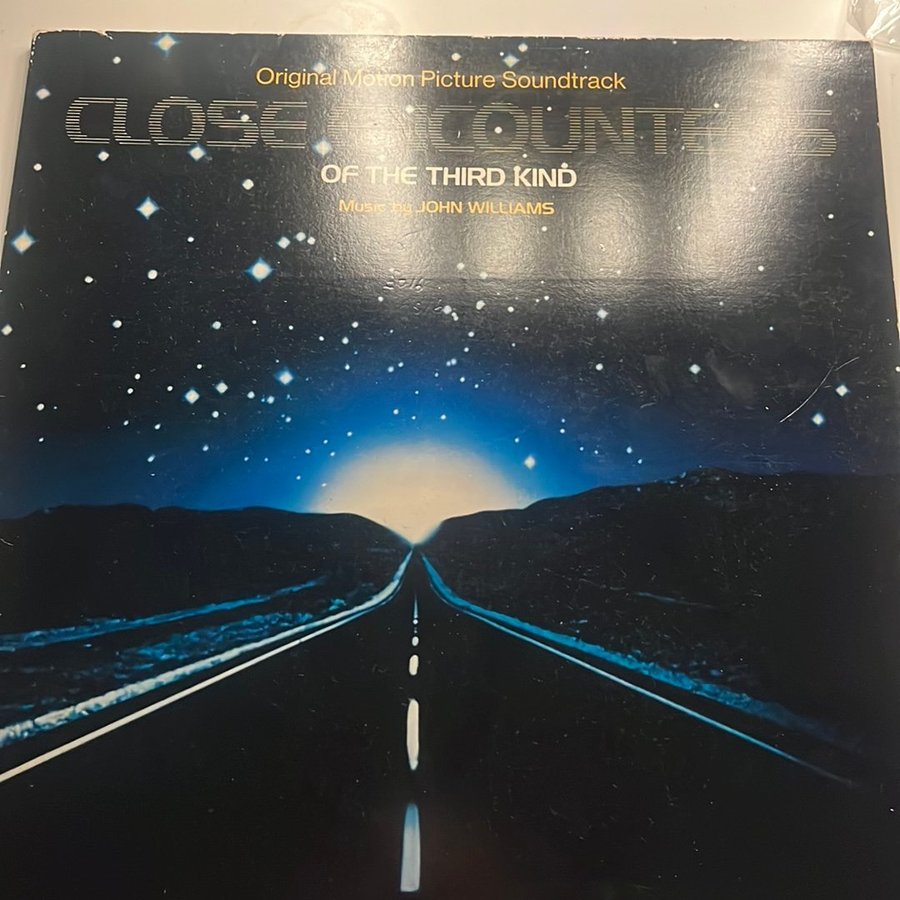 Original Motion Picture Soundtrack
CLOSE ENCOUNTERS
OF THE THIRD KIND
Music by JOHN WILLIAMS